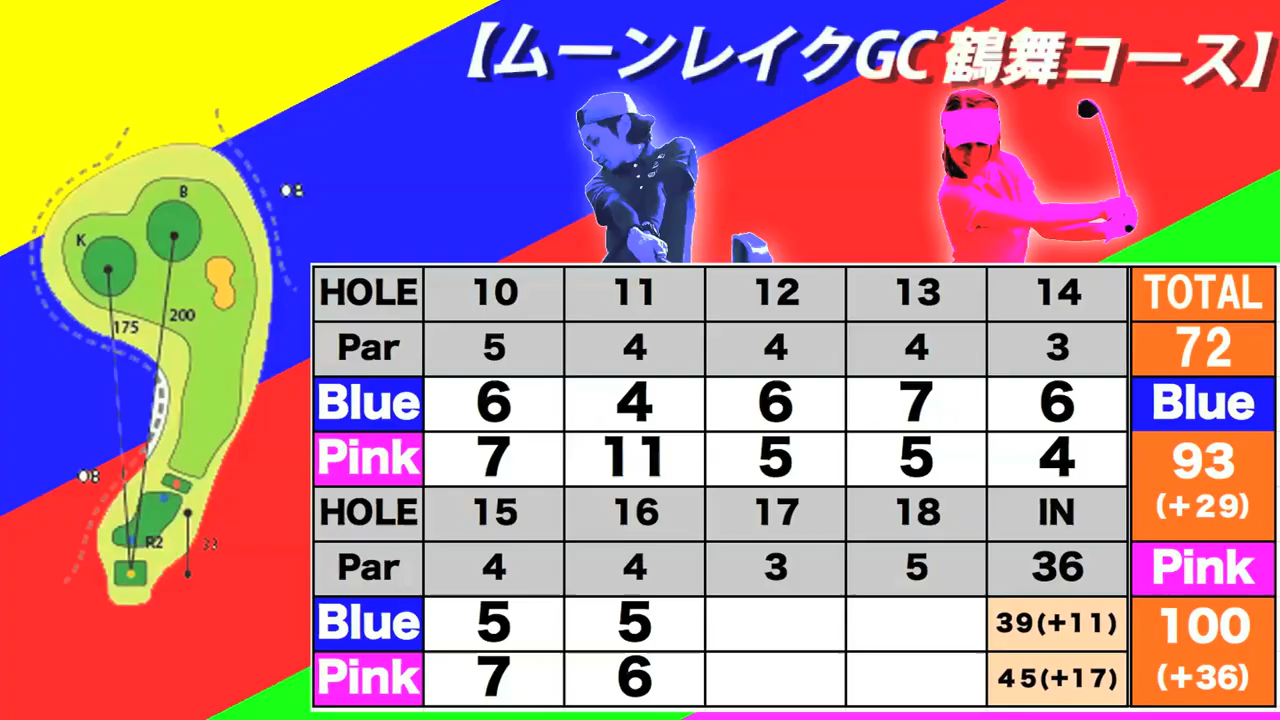 【ムーンレイクGC 鶴舞コース】
B
OB
K
175
200
OB
R2
33
HOLE 10 11 12 13 14 TOTAL
Par 5 4 4 4 3 72
Blue 6 4 6 7 6 Blue
Pink 7 11 5 5 4 93
(+29)
HOLE 15 16 17 18 IN
Par 4 4 3 5 36 Pink
Blue 5 5 39(+11) 100
Pink 7 6 45(+17) (+36)